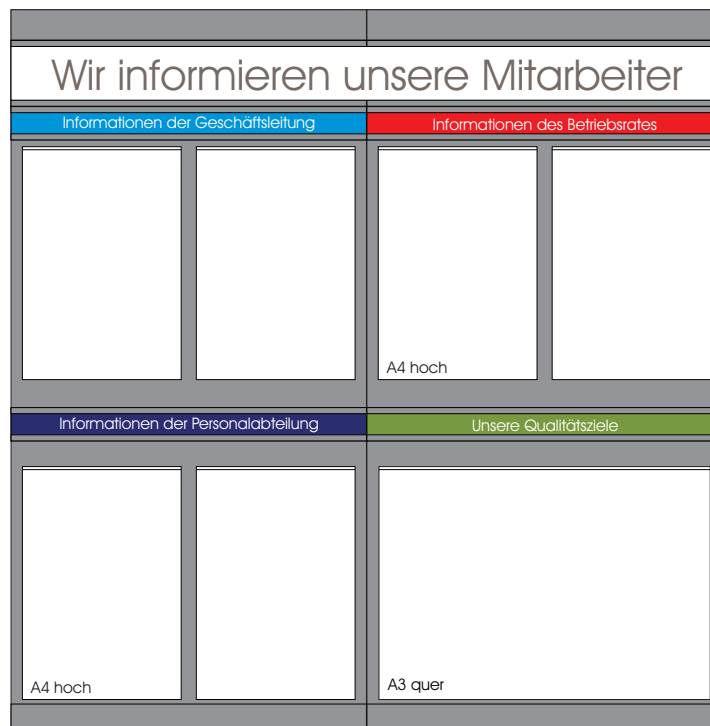 Wir informieren unsere Mitarbeiter
Informationen der Geschäftsleitung
Informationen des Betriebsrates
A4 hoch
Informationen der Personalabteilung
Unsere Qualitätsziele
A4 hoch
A3 quer